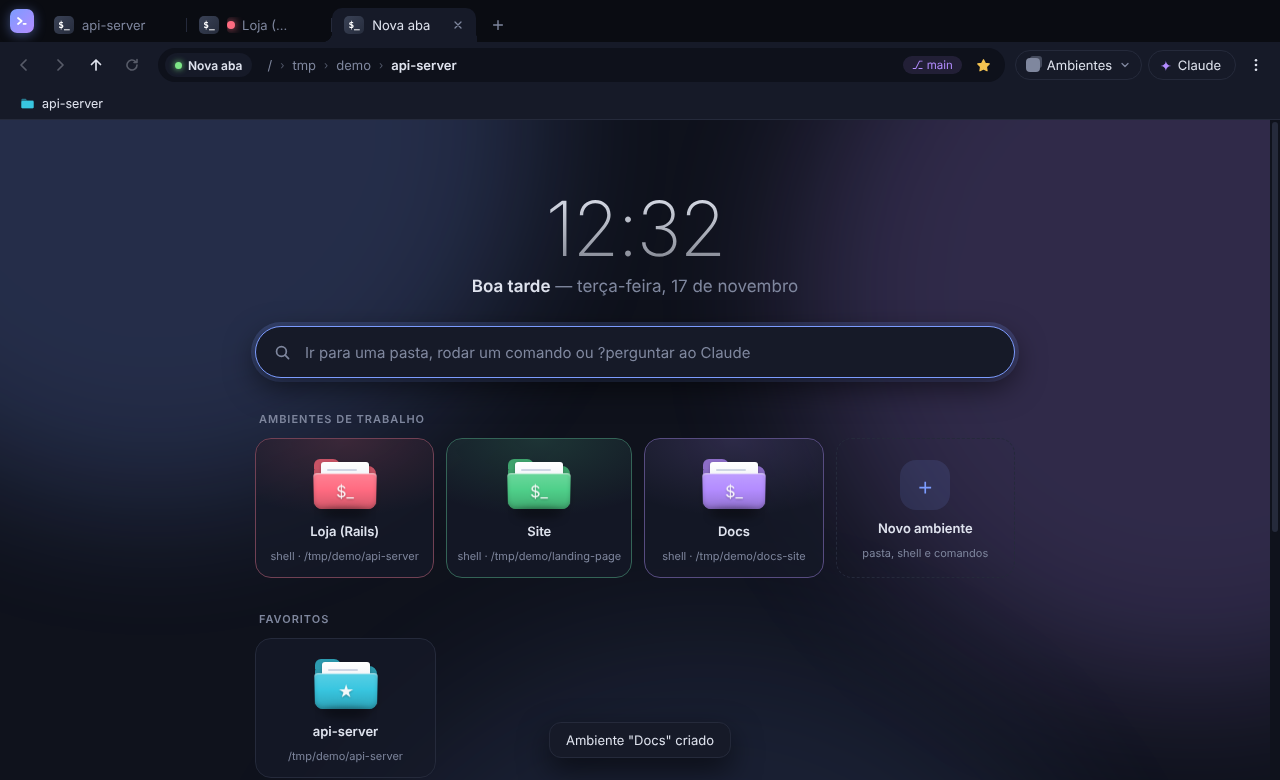 $_ api-server
$_ Loja (...
$_ Nova aba
Nova aba
/ › tmp › demo › api-server
main
Ambientes
Claude
api-server
12:32
Boa tarde — terça-feira, 17 de novembro
Ir para uma pasta, rodar um comando ou ?perguntar ao Claude
AMBIENTES DE TRABALHO
$_
Loja (Rails)
shell · /tmp/demo/api-server
$_
Site
shell · /tmp/demo/landing-page
$_
Docs
shell · /tmp/demo/docs-site
+
Novo ambiente
pasta, shell e comandos
FAVORITOS
api-server
/tmp/demo/api-server
Ambiente "Docs" criado